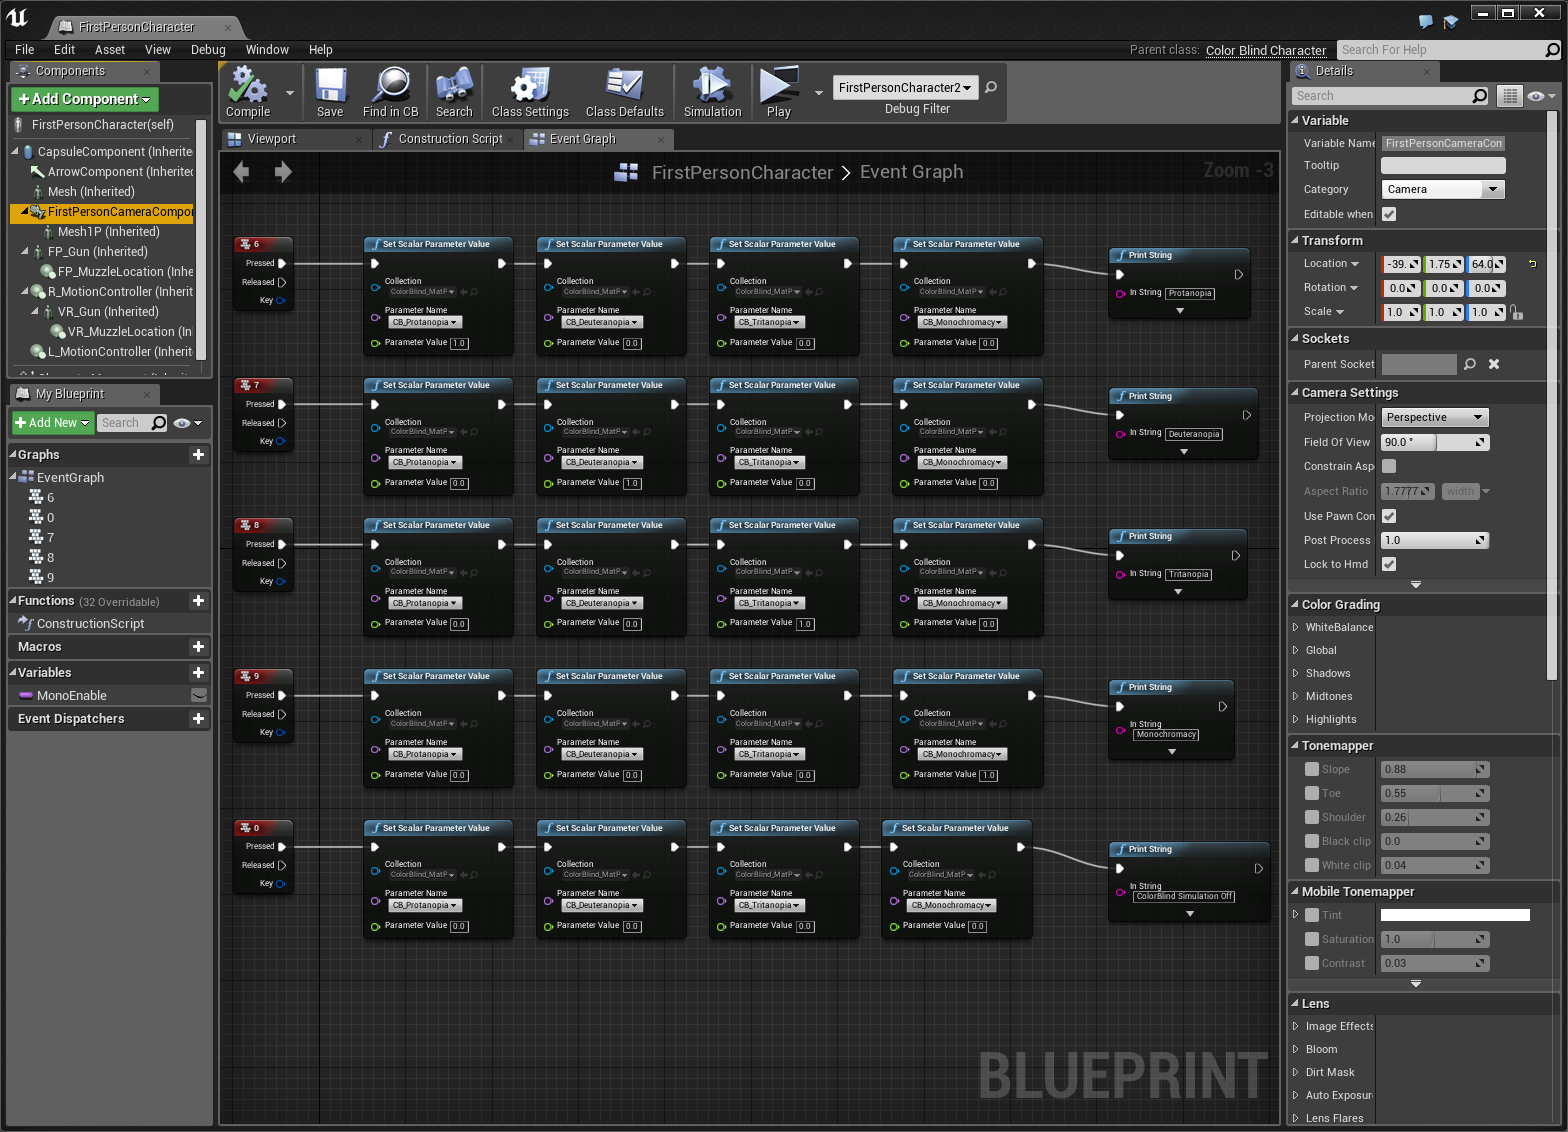 FirstPersonCharacter
File Edit Asset View Debug Window Help
Parent class: Color Blind Character
Search For Help
Components
Add Component
FirstPersonCharacter(self)
CapsuleComponent (Inherite
ArrowComponent (Inherited
Mesh (Inherited)
FirstPersonCameraCompo
Mesh1P (Inherited)
FP_Gun (Inherited)
FP_MuzzleLocation (Inhe
R_MotionController (Inherit
VR_Gun (Inherited)
VR_MuzzleLocation (In
L_MotionController (Inherit
My Blueprint
Add New
Search
Graphs
EventGraph
6
0
7
8
9
Functions (32 Overridable)
ConstructionScript
Macros
Variables
MonoEnable
Event Dispatchers
Compile
Save
Find in CB
Search
Class Settings
Class Defaults
Simulation
Play
FirstPersonCharacter2
Debug Filter
Viewport
Construction Script
Event Graph
FirstPersonCharacter > Event Graph
Zoom -3
6
Pressed
Released
Key
Set Scalar Parameter Value
Collection
ColorBlind_MatP
Parameter Name
CB_Protanopia
Parameter Value 1.0
Set Scalar Parameter Value
Collection
ColorBlind_MatP
Parameter Name
CB_Deuteranopia
Parameter Value 0.0
Set Scalar Parameter Value
Collection
ColorBlind_MatP
Parameter Name
CB_Tritanopia
Parameter Value 0.0
Set Scalar Parameter Value
Collection
ColorBlind_MatP
Parameter Name
CB_Monochromacy
Parameter Value 0.0
Print String
In String Protanopia
7
Pressed
Released
Key
Set Scalar Parameter Value
Collection
ColorBlind_MatP
Parameter Name
CB_Protanopia
Parameter Value 0.0
Set Scalar Parameter Value
Collection
ColorBlind_MatP
Parameter Name
CB_Deuteranopia
Parameter Value 1.0
Set Scalar Parameter Value
Collection
ColorBlind_MatP
Parameter Name
CB_Tritanopia
Parameter Value 0.0
Set Scalar Parameter Value
Collection
ColorBlind_MatP
Parameter Name
CB_Monochromacy
Parameter Value 0.0
Print String
In String Deuteranopia
8
Pressed
Released
Key
Set Scalar Parameter Value
Collection
ColorBlind_MatP
Parameter Name
CB_Protanopia
Parameter Value 0.0
Set Scalar Parameter Value
Collection
ColorBlind_MatP
Parameter Name
CB_Deuteranopia
Parameter Value 0.0
Set Scalar Parameter Value
Collection
ColorBlind_MatP
Parameter Name
CB_Tritanopia
Parameter Value 1.0
Set Scalar Parameter Value
Collection
ColorBlind_MatP
Parameter Name
CB_Monochromacy
Parameter Value 0.0
Print String
In String Tritanopia
9
Pressed
Released
Key
Set Scalar Parameter Value
Collection
ColorBlind_MatP
Parameter Name
CB_Protanopia
Parameter Value 0.0
Set Scalar Parameter Value
Collection
ColorBlind_MatP
Parameter Name
CB_Deuteranopia
Parameter Value 0.0
Set Scalar Parameter Value
Collection
ColorBlind_MatP
Parameter Name
CB_Tritanopia
Parameter Value 0.0
Set Scalar Parameter Value
Collection
ColorBlind_MatP
Parameter Name
CB_Monochromacy
Parameter Value 1.0
Print String
In String
Monochromacy
0
Pressed
Released
Key
Set Scalar Parameter Value
Collection
ColorBlind_MatP
Parameter Name
CB_Protanopia
Parameter Value 0.0
Set Scalar Parameter Value
Collection
ColorBlind_MatP
Parameter Name
CB_Deuteranopia
Parameter Value 0.0
Set Scalar Parameter Value
Collection
ColorBlind_MatP
Parameter Name
CB_Tritanopia
Parameter Value 0.0
Set Scalar Parameter Value
Collection
ColorBlind_MatP
Parameter Name
CB_Monochromacy
Parameter Value 0.0
Print String
In String
ColorBlind Simulation Off
BLUEPRINT
Details
Search
Variable
Variable Name FirstPersonCameraCon
Tooltip
Category Camera
Editable when
Transform
Location -39. 1.75 64.0
Rotation 0.0 0.0 0.0
Scale 1.0 1.0 1.0
Sockets
Parent Socket
Camera Settings
Projection Mo Perspective
Field Of View 90.0 °
Constrain Asp
Aspect Ratio 1.7777 width
Use Pawn Con
Post Process 1.0
Lock to Hmd
Color Grading
WhiteBalance
Global
Shadows
Midtones
Highlights
Tonemapper
Slope 0.88
Toe 0.55
Shoulder 0.26
Black clip 0.0
White clip 0.04
Mobile Tonemapper
Tint
Saturation 1.0
Contrast 0.03
Lens
Image Effects
Bloom
Dirt Mask
Auto Exposur
Lens Flares